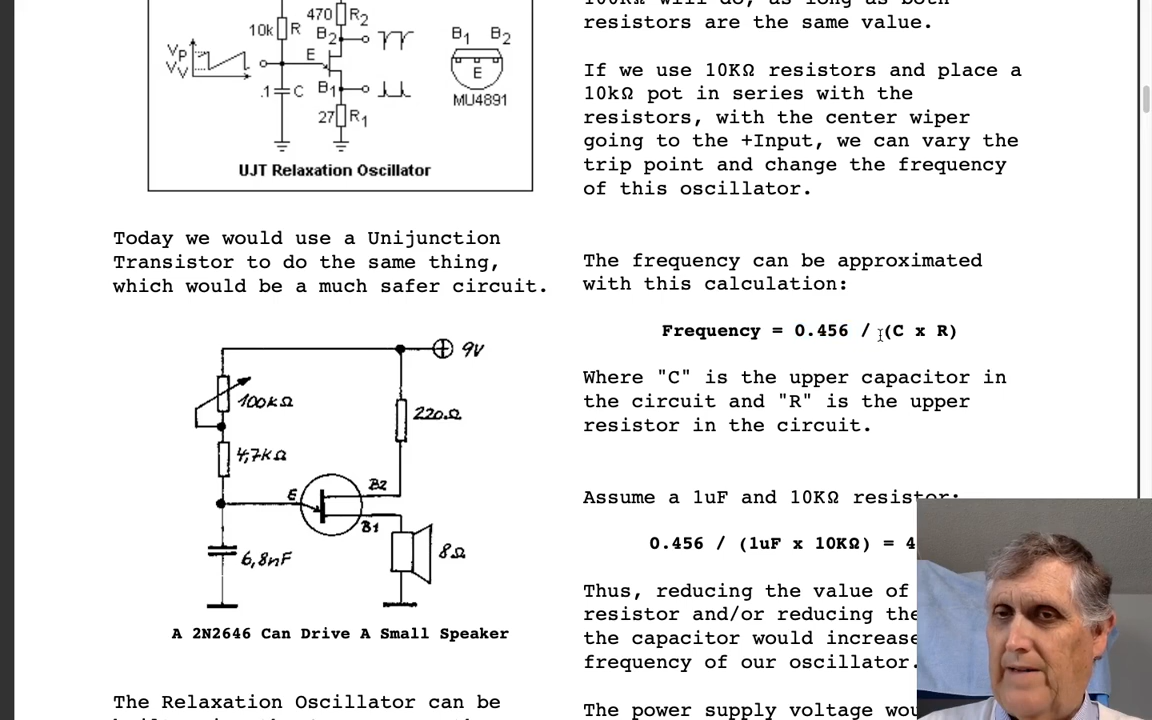 470 R2
10k R B2
E
VP
VV
.1 C B1
27 R1
B1 B2
E
MU4891
UJT Relaxation Oscillator
Today we would use a Unijunction
Transistor to do the same thing,
which would be a much safer circuit.
9V
100KΩ
220Ω
4,7KΩ
E
B2
B1
6,8nF
8Ω
A 2N2646 Can Drive A Small Speaker
The Relaxation Oscillator can be
resistors are the same value.
If we use 10KΩ resistors and place a
10kΩ pot in series with the
resistors, with the center wiper
going to the +Input, we can vary the
trip point and change the frequency
of this oscillator.
The frequency can be approximated
with this calculation:
Frequency = 0.456 / (C x R)
Where "C" is the upper capacitor in
the circuit and "R" is the upper
resistor in the circuit.
Assume a 1uF and 10KΩ resistor:
0.456 / (1uF x 10KΩ) = 4
Thus, reducing the value of
resistor and/or reducing the
the capacitor would increase
frequency of our oscillator.
The power supply voltage wou